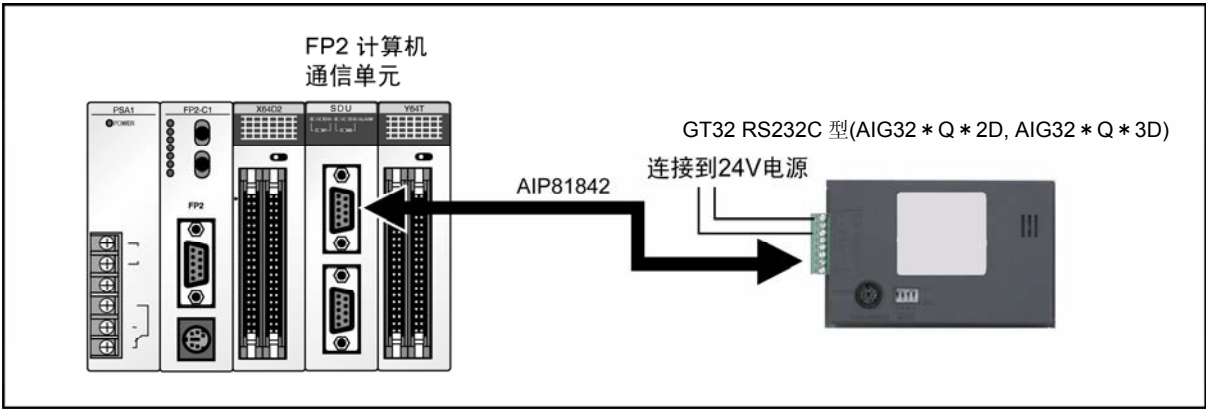 FP2 计算机
通信单元
PSA1
POWER
FP2-C1
FP2
X64D2
SDU
Y64T
AIP81842
GT32 RS232C 型(AIG32＊Q＊2D, AIG32＊Q＊3D)
连接到24V电源